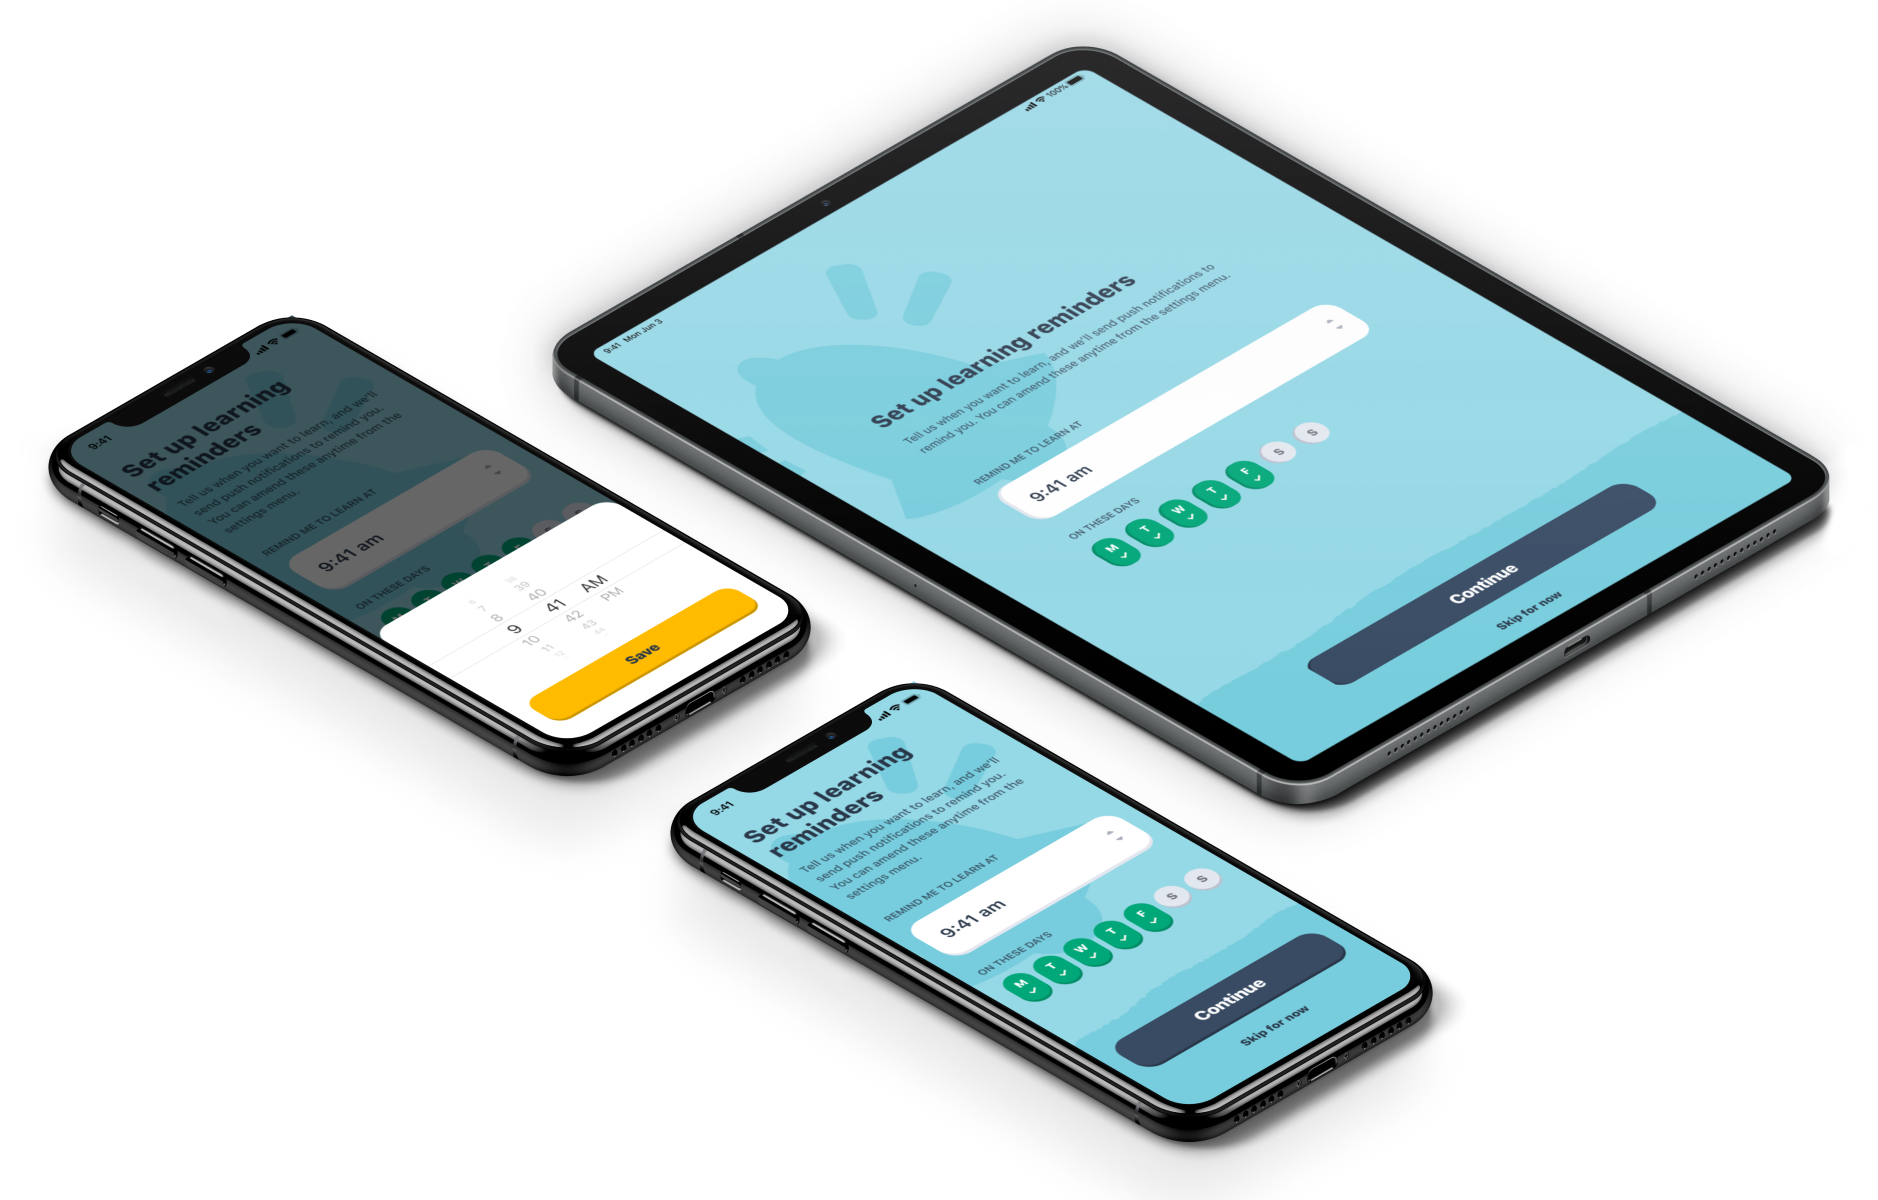 9:41
Set up learning
reminders
Tell us when you want to learn, and we'll
send push notifications to remind you.
You can amend these anytime from the
settings menu.
REMIND ME TO LEARN AT
9:41 am
ON THESE DAYS
38
6 39
7 40
8 41 AM
9 42 PM
10 43
11 44
12
Save
9:41 Mon Jun 3
100%
Set up learning reminders
Tell us when you want to learn, and we'll send push notifications to
remind you. You can amend these anytime from the settings menu.
REMIND ME TO LEARN AT
9:41 am
ON THESE DAYS
M T W T F S S
Continue
Skip for now
9:41
Set up learning
reminders
Tell us when you want to learn, and we'll
send push notifications to remind you.
You can amend these anytime from the
settings menu.
REMIND ME TO LEARN AT
9:41 am
ON THESE DAYS
M T W T F S S
Continue
Skip for now